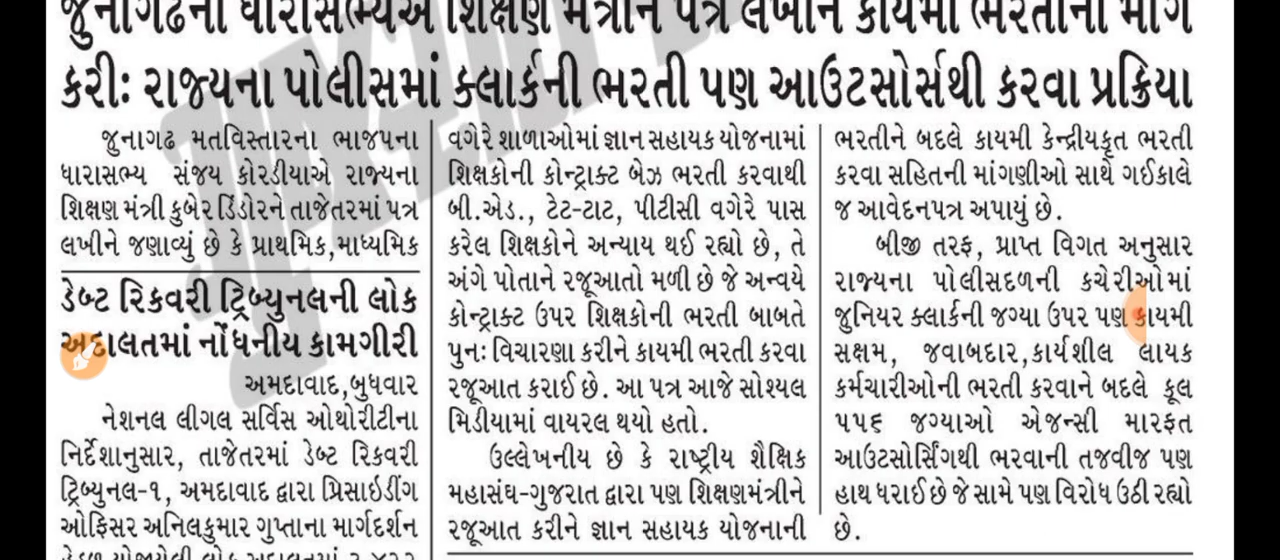 જુનાગઢના ધારાસભ્યએ શિક્ષણ મંત્રીને પત્ર લખીને કાયમી ભરતીની માંગ
કરી: રાજ્યના પોલીસમાં ક્લાર્કની ભરતી પણ આઉટસોર્સથી કરવા પ્રક્રિયા
જુનાગઢ મતવિસ્તારના ભાજપના
ધારાસભ્ય સંજય કોરડીયાએ રાજ્યના
શિક્ષણ મંત્રી કુબેર ડિંડોરને તાજેતરમાં પત્ર
લખીને જણાવ્યું છે કે પ્રાથમિક,માધ્યમિક
વગેરે શાળાઓમાં જ્ઞાન સહાયક યોજનામાં
શિક્ષકોની કોન્ટ્રાક્ટ બેઝ ભરતી કરવાથી
બી.એડ., ટેટ-ટાટ, પીટીસી વગેરે પાસ
કરેલ શિક્ષકોને અન્યાય થઈ રહ્યો છે, તે
અંગે પોતાને રજૂઆતો મળી છે જે અન્વયે
કોન્ટ્રાક્ટ ઉપર શિક્ષકોની ભરતી બાબતે
પુનઃ વિચારણા કરીને કાયમી ભરતી કરવા
રજૂઆત કરાઈ છે. આ પત્ર આજે સોશ્યલ
મિડીયામાં વાયરલ થયો હતો.
ઉલ્લેખનીય છે કે રાષ્ટ્રીય શૈક્ષિક
મહાસંઘ-ગુજરાત દ્વારા પણ શિક્ષણમંત્રીને
રજૂઆત કરીને જ્ઞાન સહાયક યોજનાની
ભરતીને બદલે કાયમી કેન્દ્રીયકૃત ભરતી
કરવા સહિતની માંગણીઓ સાથે ગઈકાલે
જ આવેદનપત્ર અપાયું છે.
બીજી તરફ, પ્રાપ્ત વિગત અનુસાર
રાજ્યના પોલીસદળની કચેરીઓમાં
જુનિયર ક્લાર્કની જગ્યા ઉપર પણ કાયમી
સક્ષમ, જવાબદાર,કાર્યશીલ લાયક
કર્મચારીઓની ભરતી કરવાને બદલે કૂલ
૫૫૬ જગ્યાઓ એજન્સી મારફત
આઉટસોર્સિંગથી ભરવાની તજવીજ પણ
હાથ ધરાઈ છે જે સામે પણ વિરોધ ઉઠી રહ્યો
છે.
ડેબ્ટ રિકવરી ટ્રિબ્યુનલની લોક
અદાલતમાં નોંધનીય કામગીરી
અમદાવાદ,બુધવાર
નેશનલ લીગલ સર્વિસ ઓથોરીટીના
નિર્દેશાનુસાર, તાજેતરમાં ડેબ્ટ રિકવરી
ટ્રિબ્યુનલ-૧, અમદાવાદ દ્વારા પ્રિસાઇડીંગ
ઓફિસર અનિલકુમાર ગુપ્તાના માર્ગદર્શન